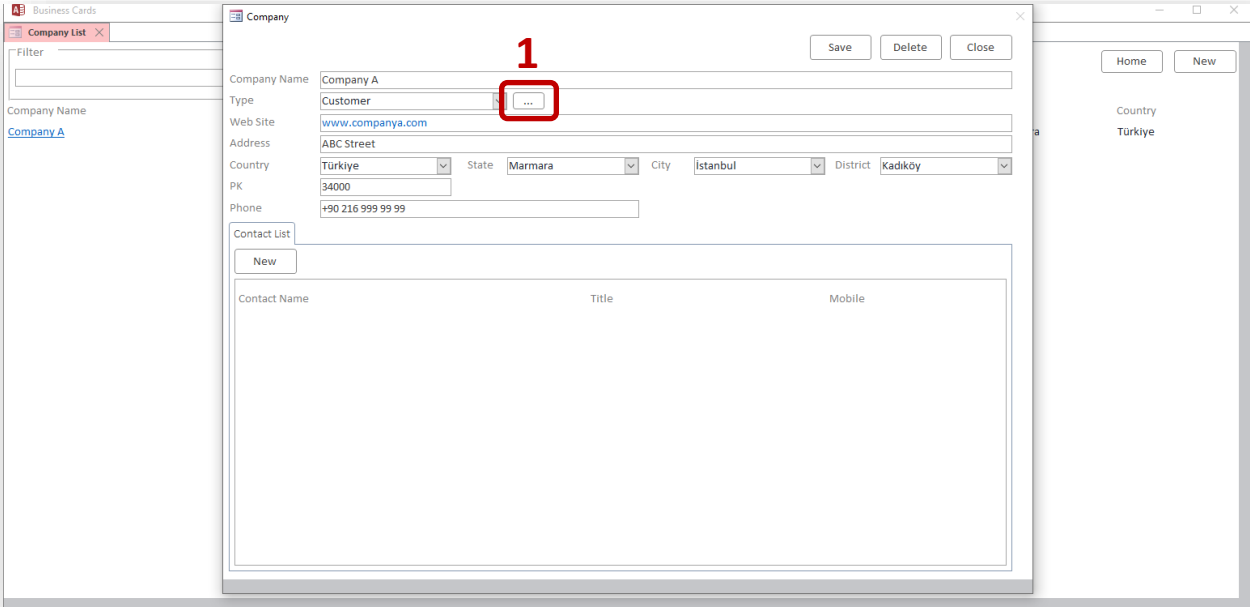 Business Cards
Company List
Filter
Company Name
Company A
Home
New
Country
a
Türkiye
Company
Save
Delete
Close
1
Company Name
Company A
Type
Customer
...
Web Site
www.companya.com
Address
ABC Street
Country
Türkiye
State
Marmara
City
İstanbul
District
Kadıköy
PK
34000
Phone
+90 216 999 99 99
Contact List
New
Contact Name
Title
Mobile